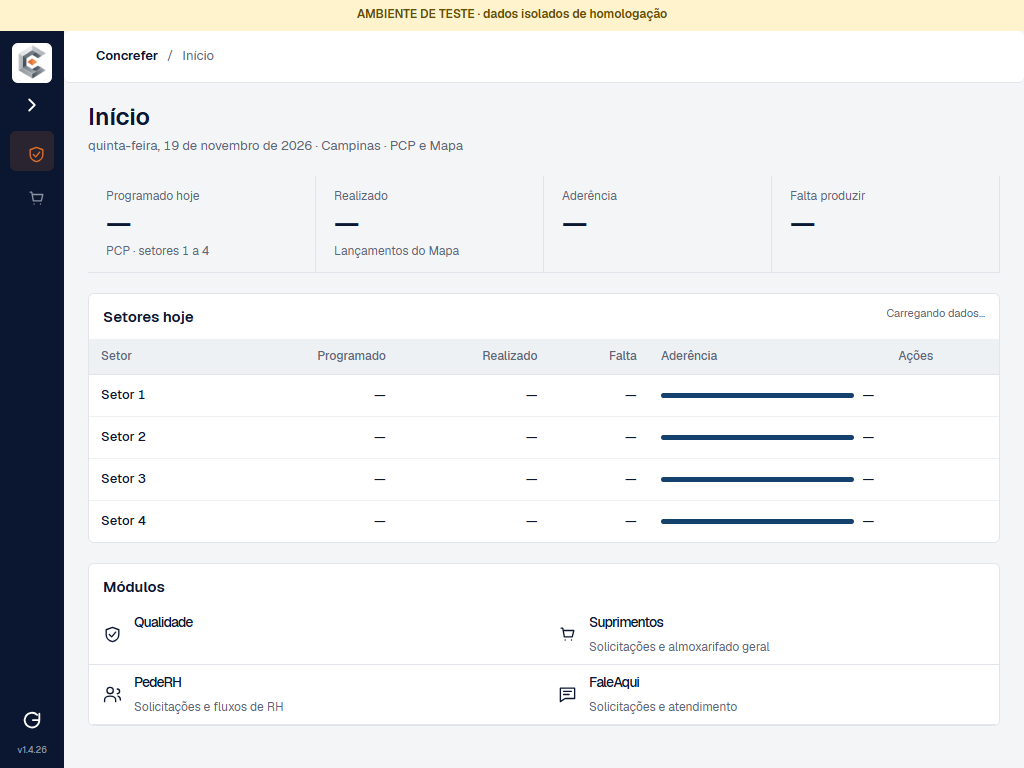 AMBIENTE DE TESTE · dados isolados de homologação
Concrefer / Início
Início
quinta-feira, 19 de novembro de 2026 · Campinas · PCP e Mapa
Programado hoje Realizado Aderência Falta produzir
— — — —
PCP · setores 1 a 4 Lançamentos do Mapa
Setores hoje Carregando dados...
Setor Programado Realizado Falta Aderência Ações
Setor 1 — — — —
Setor 2 — — — —
Setor 3 — — — —
Setor 4 — — — —
Módulos
Qualidade Suprimentos
Solicitações e almoxarifado geral
PedeRH FaleAqui
Solicitações e fluxos de RH Solicitações e atendimento
v1.4.26